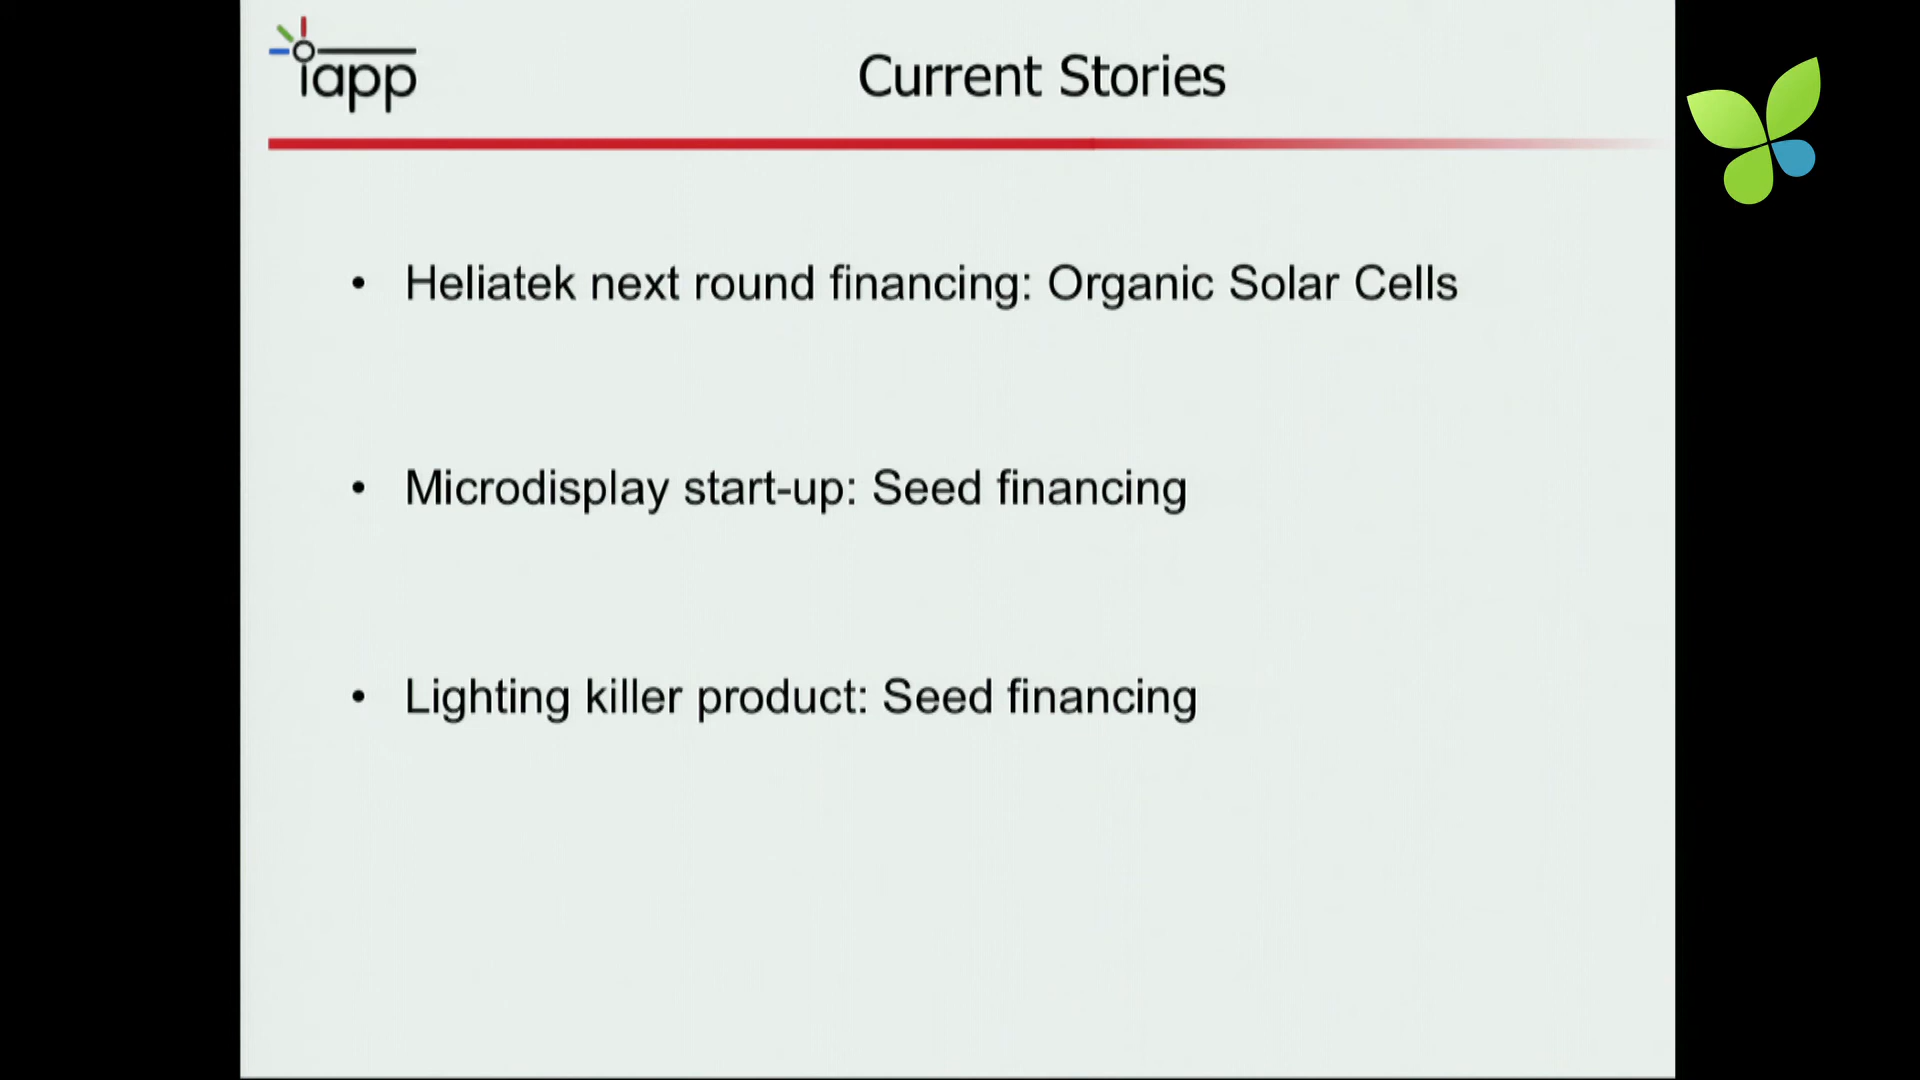 iapp
Current Stories
• Heliatek next round financing: Organic Solar Cells
• Microdisplay start-up: Seed financing
• Lighting killer product: Seed financing